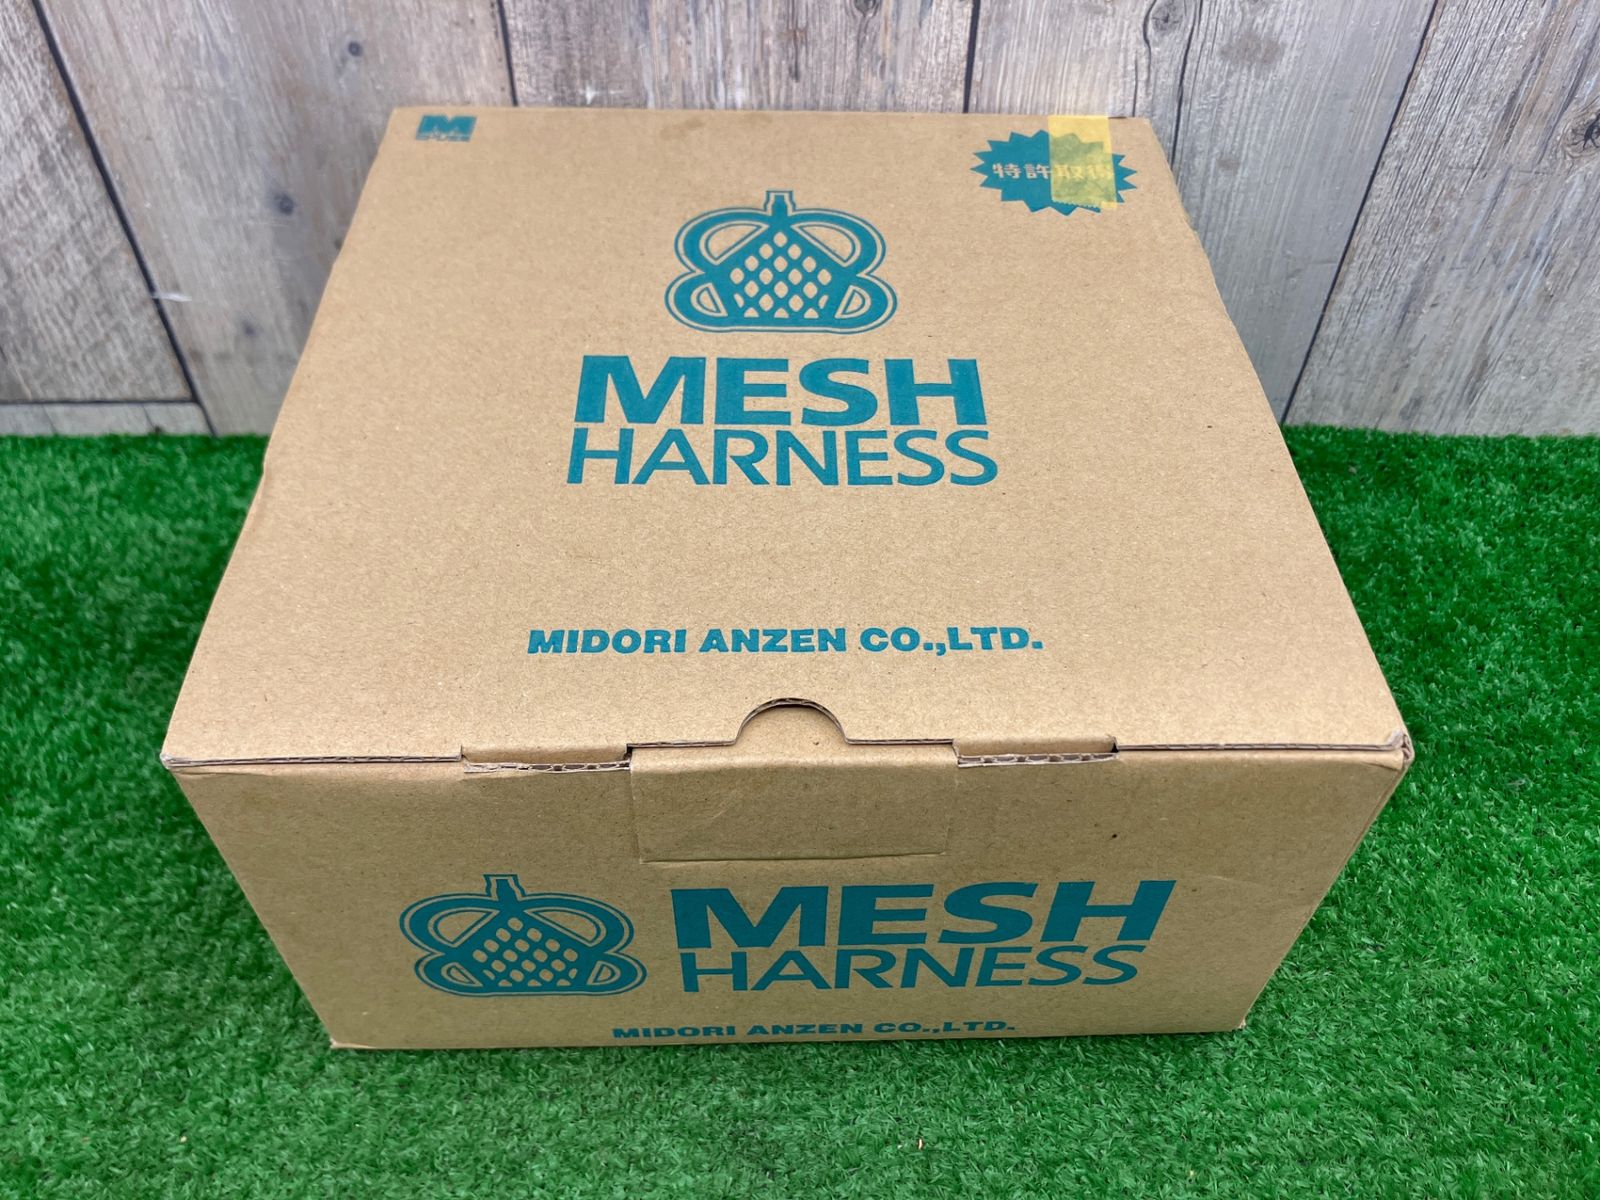 特許取得
MESH
HARNESS
MIDORI ANZEN CO.,LTD.
MESH
HARNESS
MIDORI ANZEN CO.,LTD.